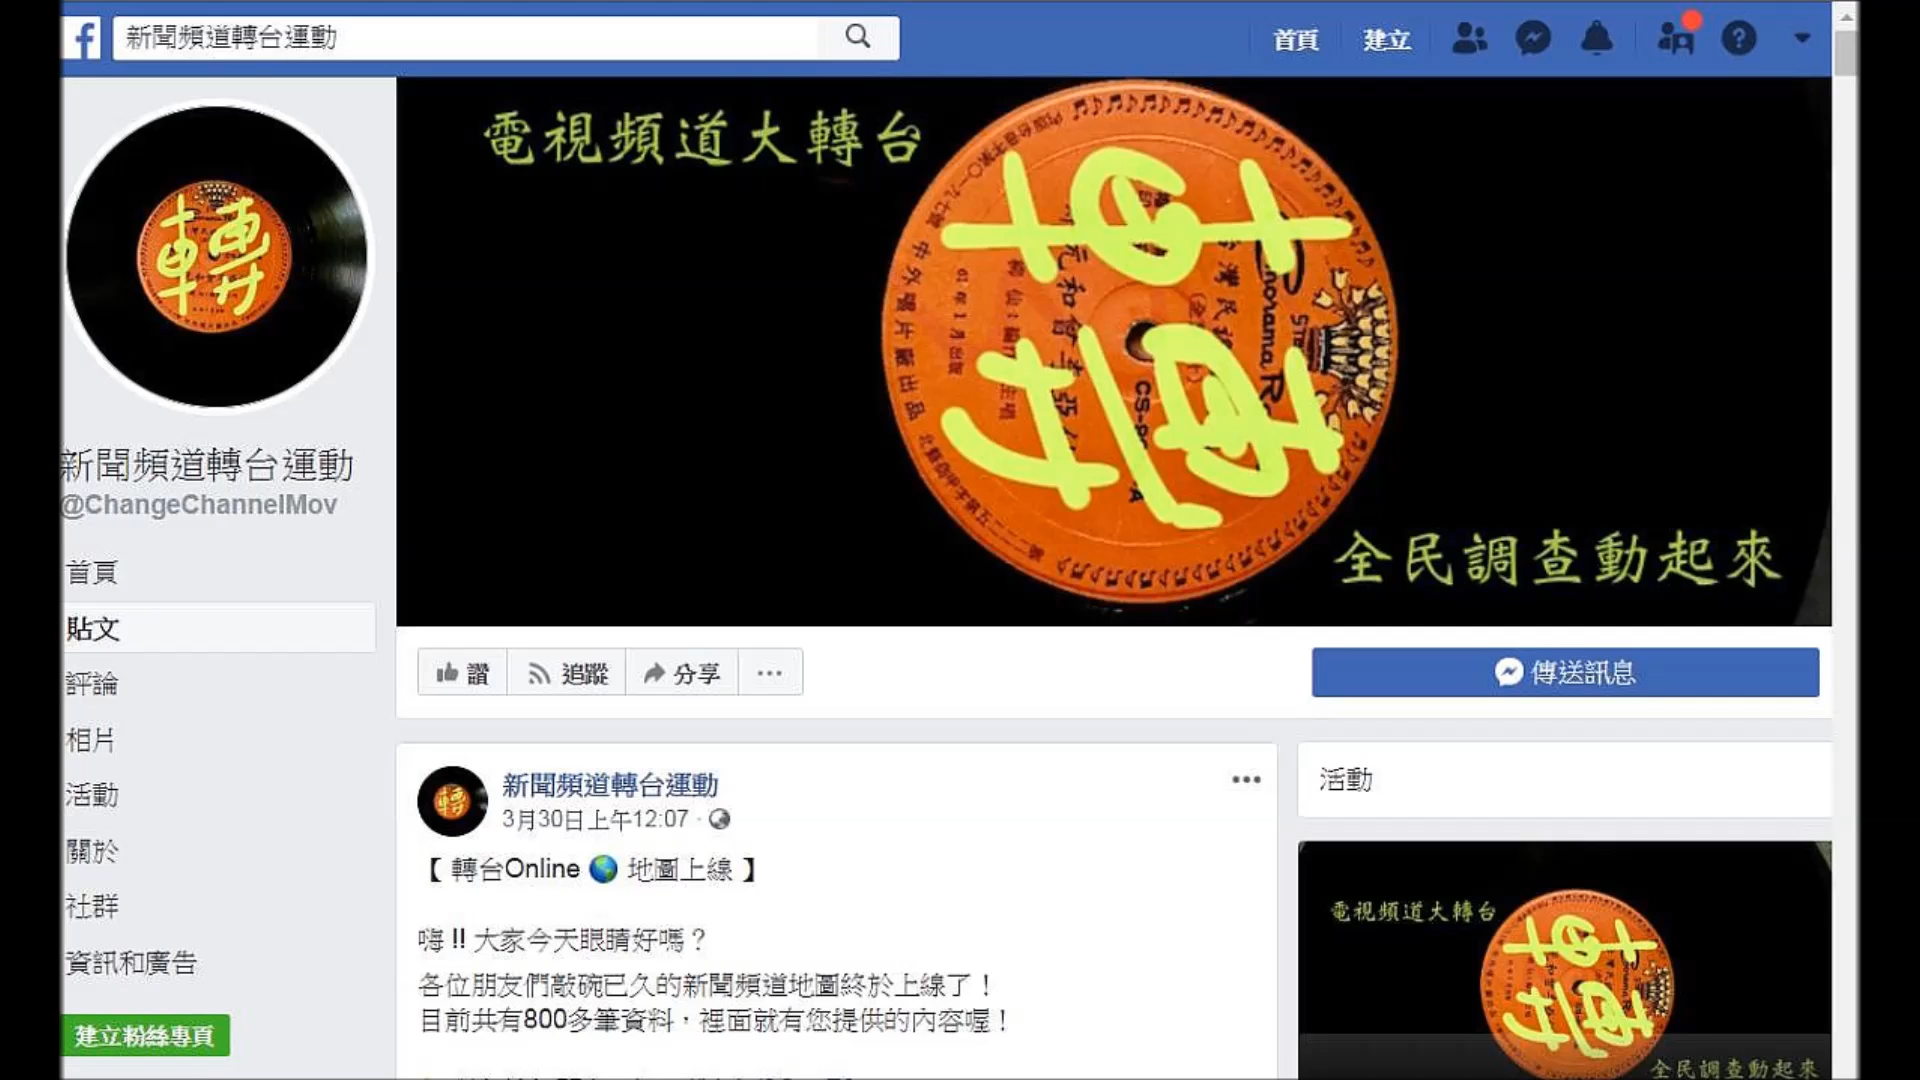 新聞頻道轉台運動
首頁
建立
轉
電視頻道大轉台
轉
全民調查動起來
新聞頻道轉台運動
@ChangeChannelMov
首頁
貼文
評論
相片
活動
關於
社群
資訊和廣告
建立粉絲專頁
讚
追蹤
分享
傳送訊息
新聞頻道轉台運動
3月30日上午12:07
【 轉台Online 🌎 地圖上線 】
嗨 !! 大家今天眼睛好嗎？
各位朋友們敲碗已久的新聞頻道地圖終於上線了！
目前共有800多筆資料，裡面就有您提供的內容喔！
活動
電視頻道大轉台
轉
全民調查動起來